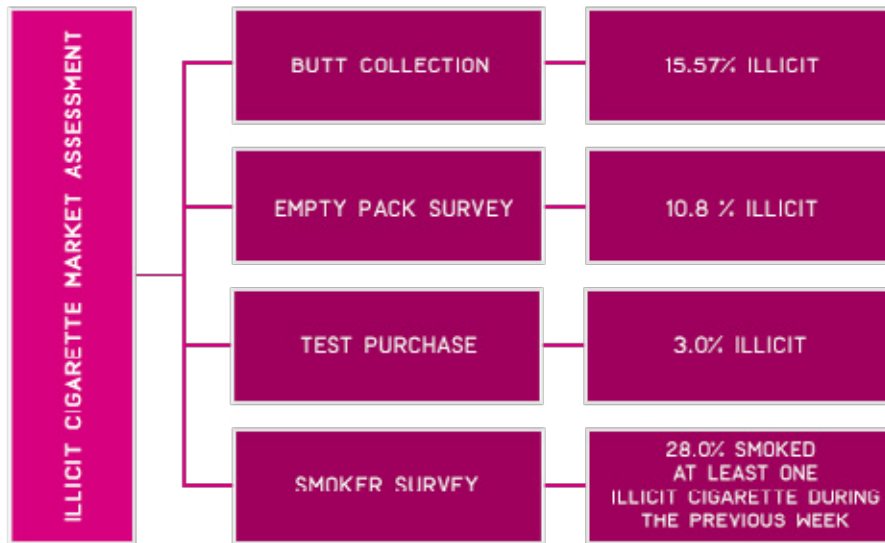 ILLICIT CIGARETTE MARKET ASSESSMENT
BUTT COLLECTION
15.57% ILLICIT
EMPTY PACK SURVEY
10.8 % ILLICIT
TEST PURCHASE
3.0% ILLICIT
SMOKER SURVEY
28.0% SMOKED
AT LEAST ONE
ILLICIT CIGARETTE DURING
THE PREVIOUS WEEK